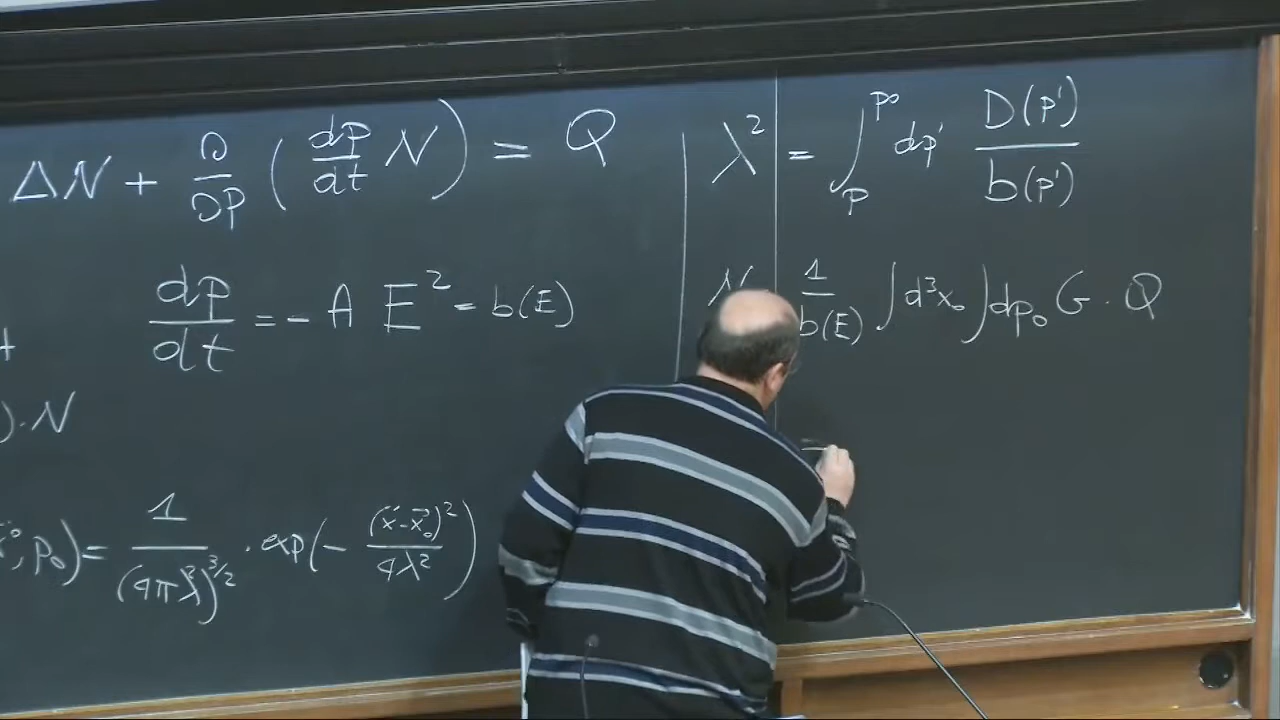 ΔN + ∂/∂p ( dp/dt N ) = Q
dp/dt = - A E² = b(E)
) · N
, p₀) = 1/(4πλ²)^3/2 · exp(- (x⃗-x⃗₀)²/4λ²)
λ² = ∫_p^p₀ dp' D(p')/b(p')
N 1/b(E) ∫d³x₀ ∫dp₀ G · Q